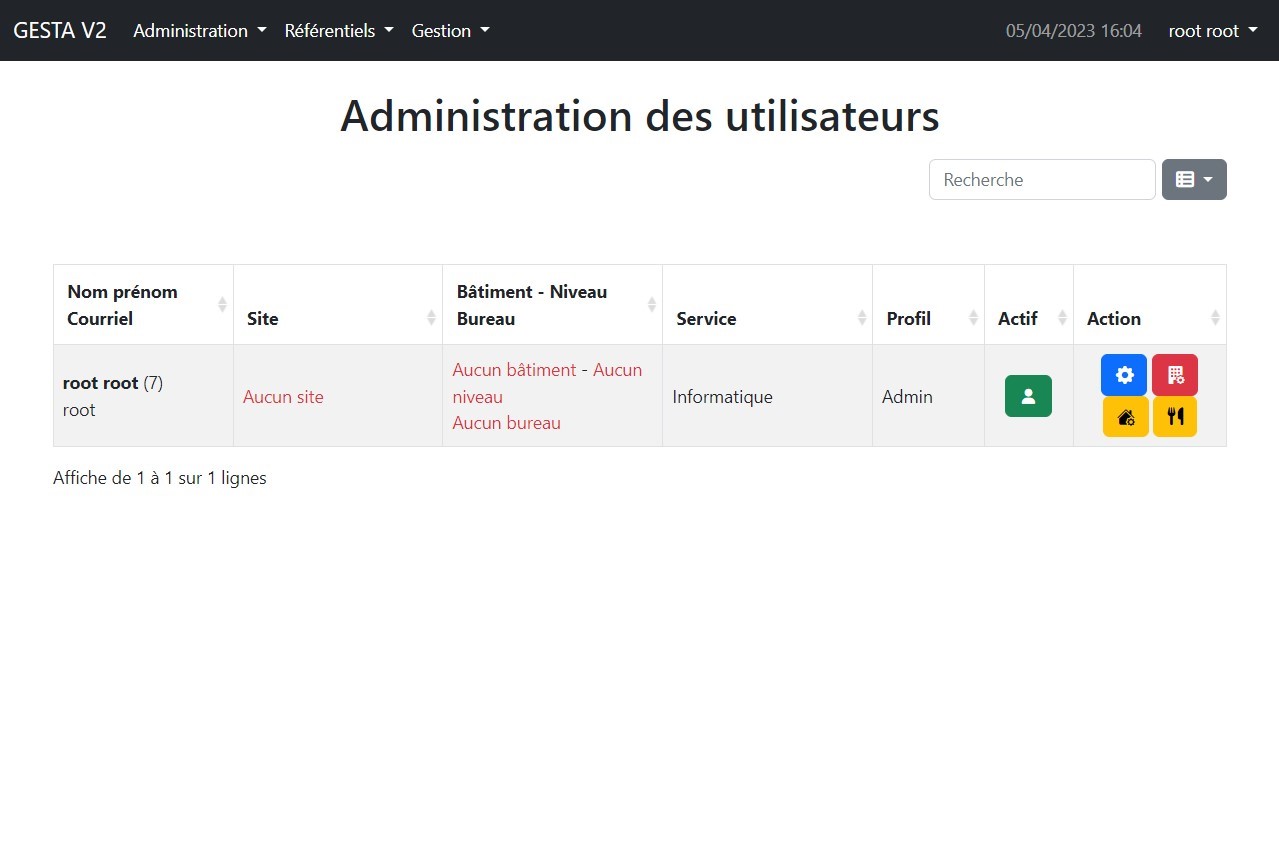 GESTA V2 Administration Référentiels Gestion 05/04/2023 16:04 root root
Administration des utilisateurs
Recherche
Nom prénom
Courriel
Site
Bâtiment - Niveau
Bureau
Service
Profil
Actif
Action
root root (7)
root
Aucun site
Aucun bâtiment - Aucun
niveau
Aucun bureau
Informatique
Admin
Affiche de 1 à 1 sur 1 lignes